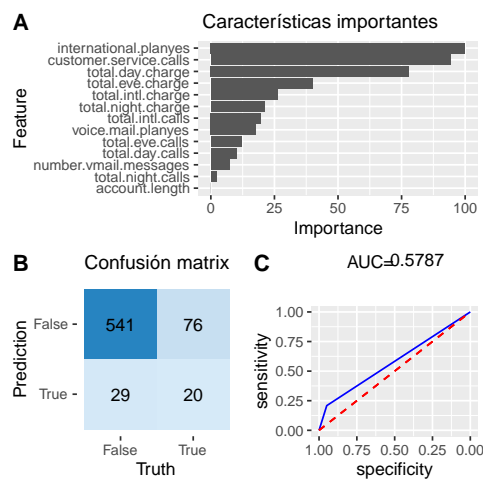 A
Características importantes
Feature
international.planyes
customer.service.calls
total.day.charge
total.eve.charge
total.intl.charge
total.night.charge
total.intl.calls
voice.mail.planyes
total.eve.calls
total.day.calls
number.vmail.messages
total.night.calls
account.length
0 25 50 75 100
Importance
B
Confusión matrix
Prediction
False 541 76
True 29 20
False True
Truth
C
AUC=0.5787
sensitivity
1.00
0.75
0.50
0.25
0.00
1.00 0.75 0.50 0.25 0.00
specificity